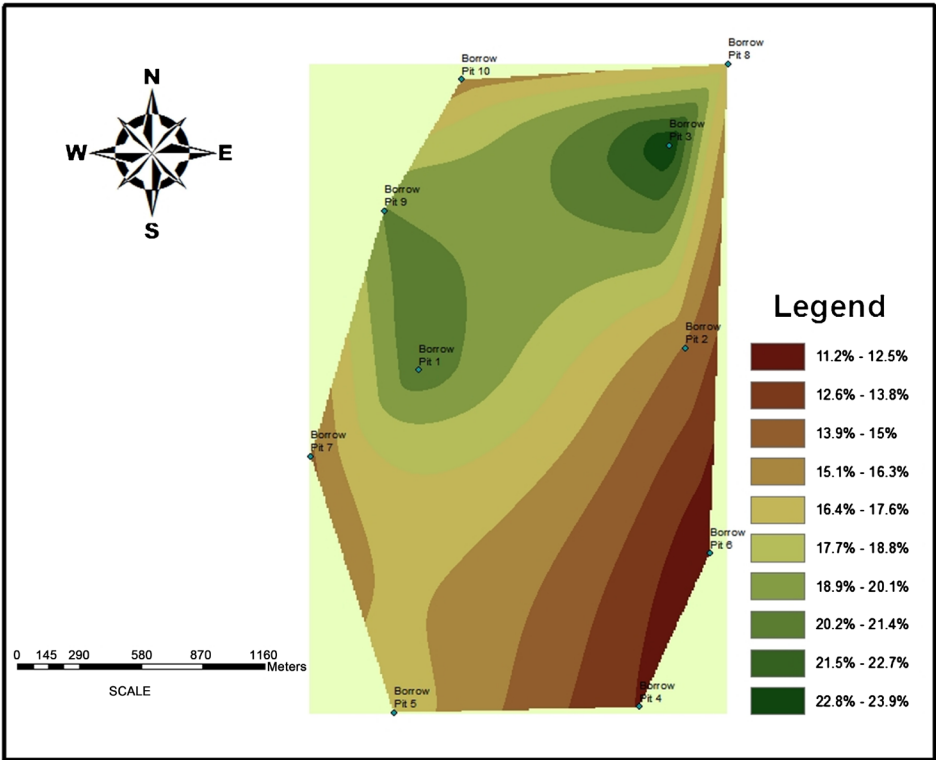 Borrow
Pit 8
Borrow
Pit 10
N
W
E
S
Borrow
Pit 3
Borrow
Pit 9
Borrow
Pit 2
Borrow
Pit 1
Borrow
Pit 7
Borrow
Pit 6
Borrow
Pit 4
Borrow
Pit 5
0 145 290 580 870 1160
Meters
SCALE
Legend
11.2% - 12.5%
12.6% - 13.8%
13.9% - 15%
15.1% - 16.3%
16.4% - 17.6%
17.7% - 18.8%
18.9% - 20.1%
20.2% - 21.4%
21.5% - 22.7%
22.8% - 23.9%